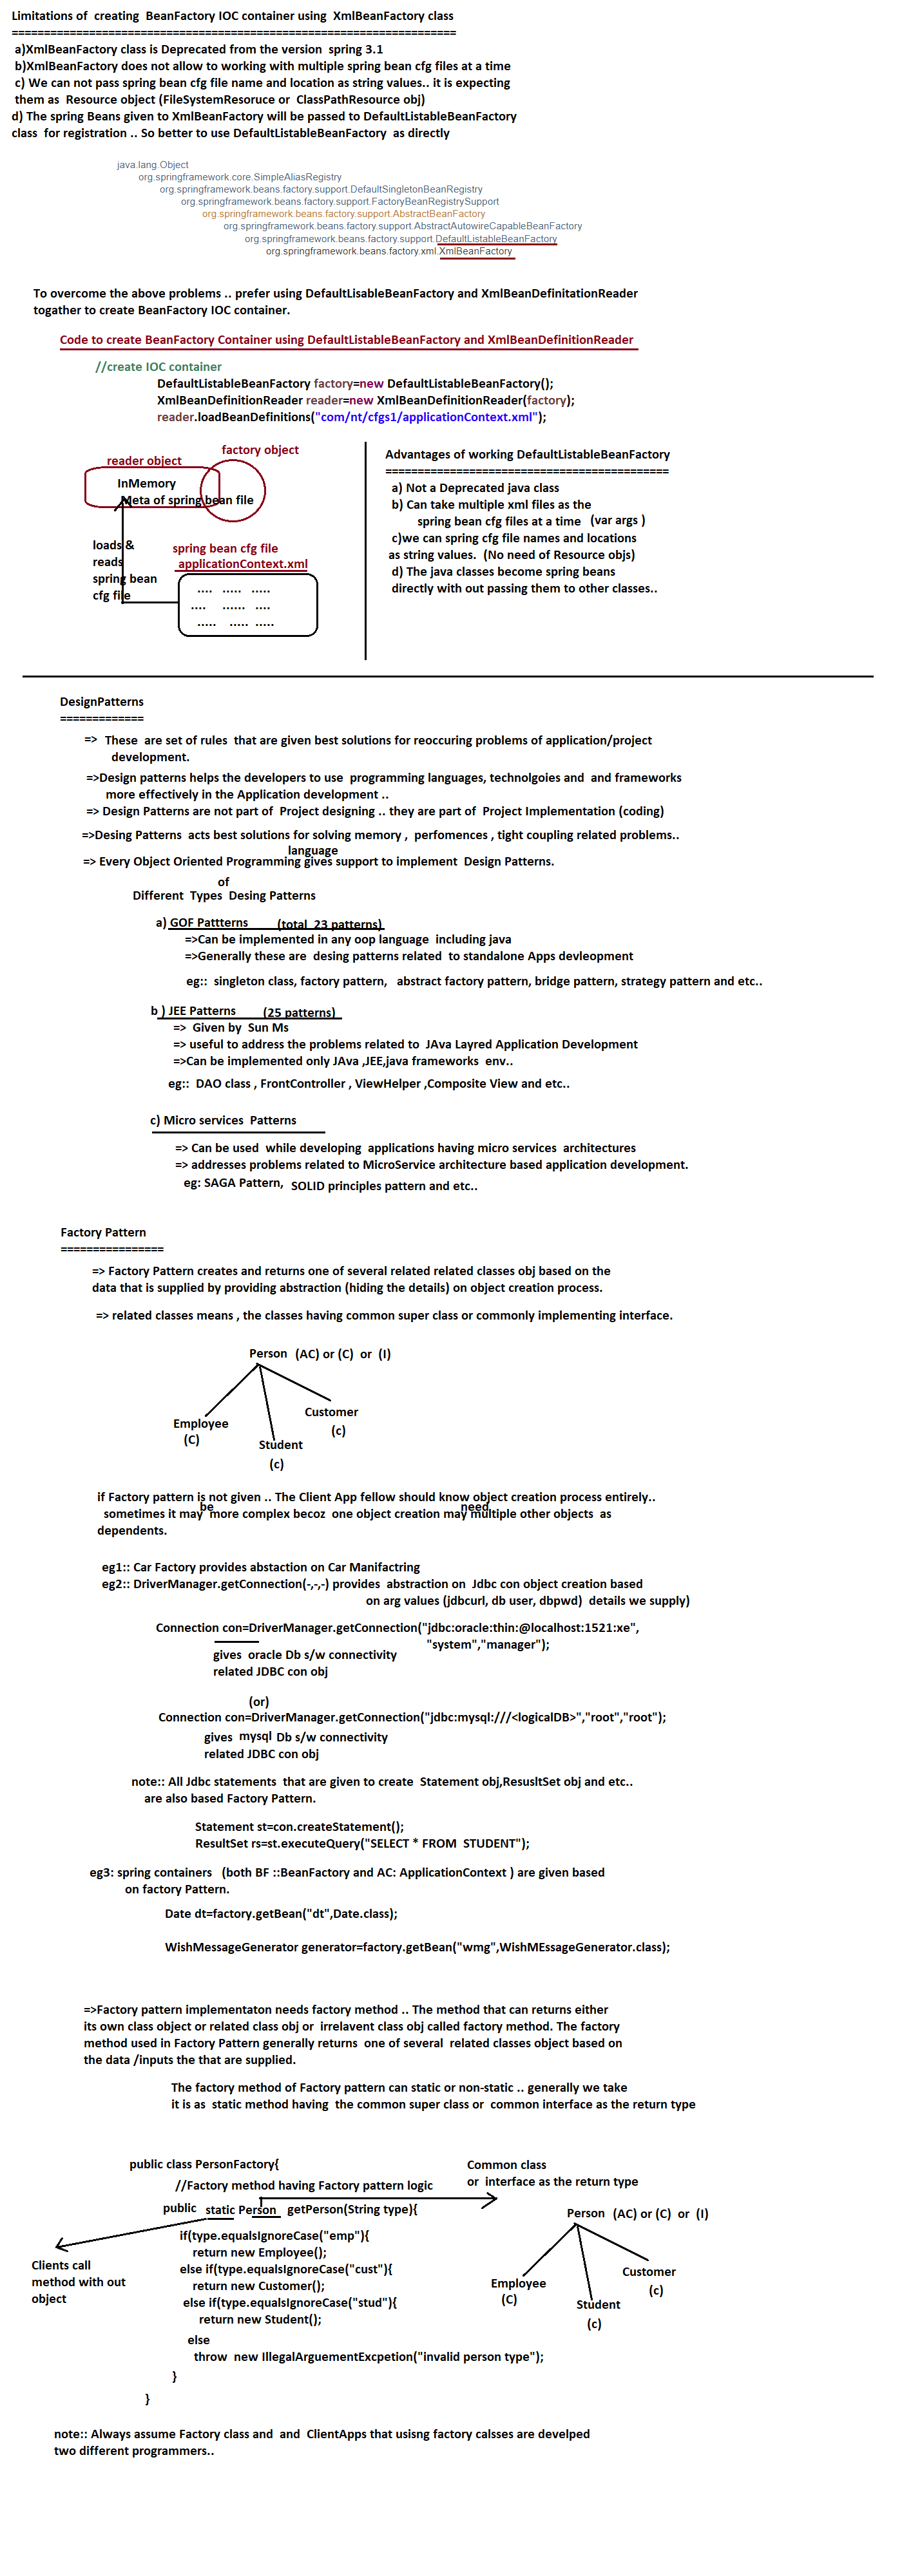 Limitations of creating BeanFactory IOC container using XmlBeanFactory class
=====================================================================
a)XmlBeanFactory class is Deprecated from the version spring 3.1
b)XmlBeanFactory does not allow to working with multiple spring bean cfg files at a time
c) We can not pass spring bean cfg file name and location as string values.. it is expecting
them as Resource object (FileSystemResoruce or ClassPathResource obj)
d) The spring Beans given to XmlBeanFactory will be passed to DefaultListableBeanFactory
class for registration .. So better to use DefaultListableBeanFactory as directly
java.lang.Object
org.springframework.core.SimpleAliasRegistry
org.springframework.beans.factory.support.DefaultSingletonBeanRegistry
org.springframework.beans.factory.support.FactoryBeanRegistrySupport
org.springframework.beans.factory.support.AbstractBeanFactory
org.springframework.beans.factory.support.AbstractAutowireCapableBeanFactory
org.springframework.beans.factory.support.DefaultListableBeanFactory
org.springframework.beans.factory.xml.XmlBeanFactory
To overcome the above problems .. prefer using DefaultLisableBeanFactory and XmlBeanDefinitationReader
togather to create BeanFactory IOC container.
Code to create BeanFactory Container using DefaultListableBeanFactory and XmlBeanDefinitionReader
//create IOC container
DefaultListableBeanFactory factory=new DefaultListableBeanFactory();
XmlBeanDefinitionReader reader=new XmlBeanDefinitionReader(factory);
reader.loadBeanDefinitions("com/nt/cfgs1/applicationContext.xml");
factory object
reader object
InMemory
Meta of spring bean file
loads &
reads
spring bean
cfg file
spring bean cfg file
applicationContext.xml
.... ..... .....
.... ...... ....
..... ..... .....
Advantages of working DefaultListableBeanFactory
============================================
a) Not a Deprecated java class
b) Can take multiple xml files as the
spring bean cfg files at a time (var args )
c)we can spring cfg file names and locations
as string values. (No need of Resource objs)
d) The java classes become spring beans
directly with out passing them to other classes..
DesignPatterns
=============
=> These are set of rules that are given best solutions for reoccuring problems of application/project
development.
=>Design patterns helps the developers to use programming languages, technolgoies and and frameworks
more effectively in the Application development ..
=> Design Patterns are not part of Project designing .. they are part of Project Implementation (coding)
=>Desing Patterns acts best solutions for solving memory , perfomences , tight coupling related problems..
language
=> Every Object Oriented Programming gives support to implement Design Patterns.
of
Different Types Desing Patterns
a) GOF Pattterns (total 23 patterns)
=>Can be implemented in any oop language including java
=>Generally these are desing patterns related to standalone Apps devleopment
eg:: singleton class, factory pattern, abstract factory pattern, bridge pattern, strategy pattern and etc..
b ) JEE Patterns (25 patterns)
=> Given by Sun Ms
=> useful to address the problems related to JAva Layred Application Development
=>Can be implemented only JAva ,JEE,java frameworks env..
eg:: DAO class , FrontController , ViewHelper ,Composite View and etc..
c) Micro services Patterns
=> Can be used while developing applications having micro services architectures
=> addresses problems related to MicroService architecture based application development.
eg: SAGA Pattern, SOLID principles pattern and etc..
Factory Pattern
================
=> Factory Pattern creates and returns one of several related related classes obj based on the
data that is supplied by providing abstraction (hiding the details) on object creation process.
=> related classes means , the classes having common super class or commonly implementing interface.
Person (AC) or (C) or (I)
Customer
(c)
Employee
(C)
Student
(c)
if Factory pattern is not given .. The Client App fellow should know object creation process entirely..
be need
sometimes it may more complex becoz one object creation may multiple other objects as
dependents.
eg1:: Car Factory provides abstaction on Car Manifactring
eg2:: DriverManager.getConnection(-,-,-) provides abstraction on Jdbc con object creation based
on arg values (jdbcurl, db user, dbpwd) details we supply)
Connection con=DriverManager.getConnection("jdbc:oracle:thin:@localhost:1521:xe",
"system","manager");
gives oracle Db s/w connectivity
related JDBC con obj
(or)
Connection con=DriverManager.getConnection("jdbc:mysql:///<logicalDB>","root","root");
gives mysql Db s/w connectivity
related JDBC con obj
note:: All Jdbc statements that are given to create Statement obj,ResusltSet obj and etc..
are also based Factory Pattern.
Statement st=con.createStatement();
ResultSet rs=st.executeQuery("SELECT * FROM STUDENT");
eg3: spring containers (both BF ::BeanFactory and AC: ApplicationContext ) are given based
on factory Pattern.
Date dt=factory.getBean("dt",Date.class);
WishMessageGenerator generator=factory.getBean("wmg",WishMEssageGenerator.class);
=>Factory pattern implementaton needs factory method .. The method that can returns either
its own class object or related class obj or irrelavent class obj called factory method. The factory
method used in Factory Pattern generally returns one of several related classes object based on
the data /inputs the that are supplied.
The factory method of Factory pattern can static or non-static .. generally we take
it is as static method having the common super class or common interface as the return type
public class PersonFactory{
//Factory method having Factory pattern logic
Common class
or interface as the return type
public static Person getPerson(String type){
if(type.equalsIgnoreCase("emp"){
return new Employee();
else if(type.equalsIgnoreCase("cust"){
return new Customer();
else if(type.equalsIgnoreCase("stud"){
return new Student();
else
throw new IllegalArguementExcpetion("invalid person type");
}
}
Clients call
method with out
object
Person (AC) or (C) or (I)
Customer
(c)
Employee
(C)
Student
(c)
note:: Always assume Factory class and and ClientApps that usisng factory calsses are develped
two different programmers..